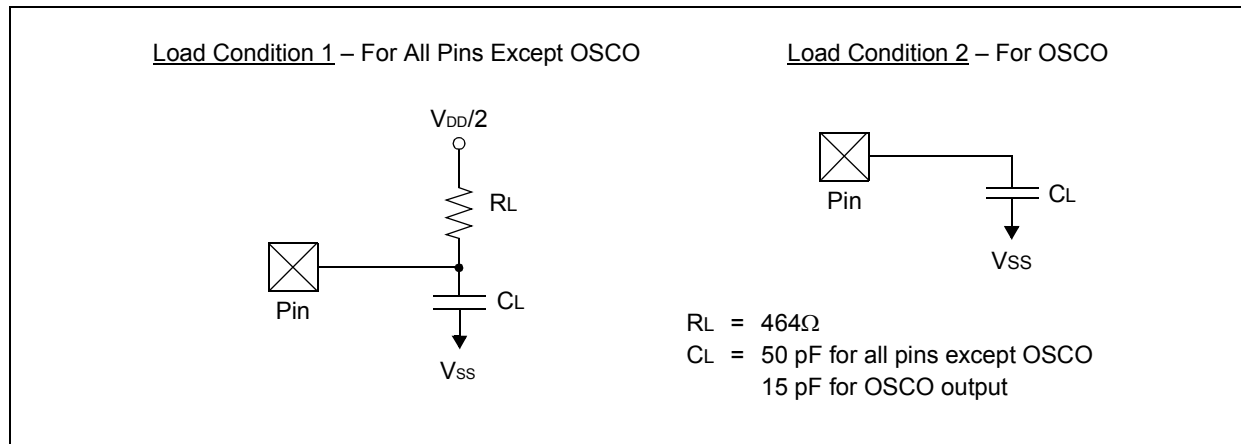 Load Condition 1 – For All Pins Except OSCO
Load Condition 2 – For OSCO
VDD/2
RL
Pin
CL
VSS
Pin
CL
VSS
RL = 464Ω
CL = 50 pF for all pins except OSCO
15 pF for OSCO output